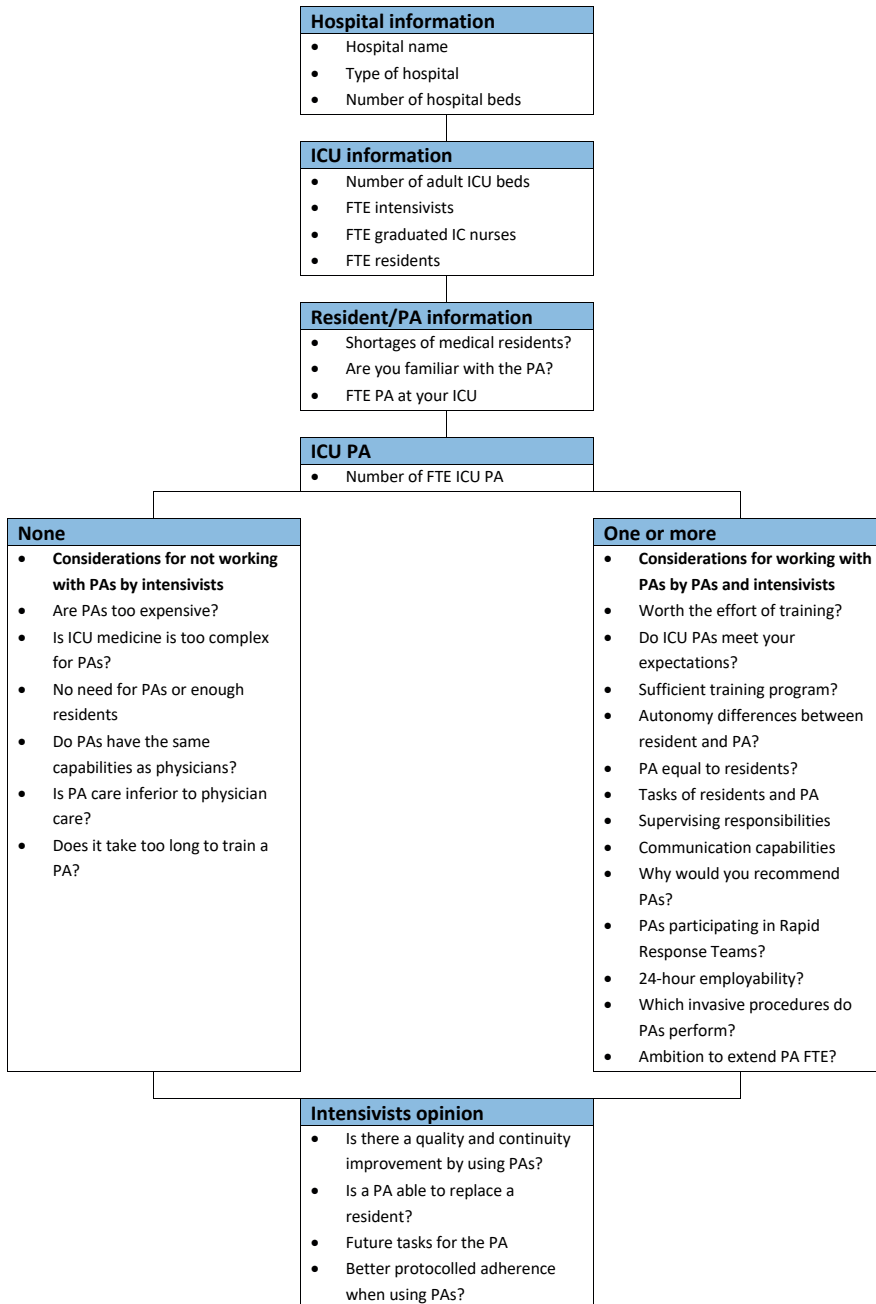 Hospital information
• Hospital name
• Type of hospital
• Number of hospital beds
ICU information
• Number of adult ICU beds
• FTE intensivists
• FTE graduated IC nurses
• FTE residents
Resident/PA information
• Shortages of medical residents?
• Are you familiar with the PA?
• FTE PA at your ICU
ICU PA
• Number of FTE ICU PA
None
• Considerations for not working
with PAs by intensivists
• Are PAs too expensive?
• Is ICU medicine is too complex
for PAs?
• No need for PAs or enough
residents
• Do PAs have the same
capabilities as physicians?
• Is PA care inferior to physician
care?
• Does it take too long to train a
PA?
One or more
• Considerations for working with
PAs by PAs and intensivists
• Worth the effort of training?
• Do ICU PAs meet your
expectations?
• Sufficient training program?
• Autonomy differences between
resident and PA?
• PA equal to residents?
• Tasks of residents and PA
• Supervising responsibilities
• Communication capabilities
• Why would you recommend
PAs?
• PAs participating in Rapid
Response Teams?
• 24-hour employability?
• Which invasive procedures do
PAs perform?
• Ambition to extend PA FTE?
Intensivists opinion
• Is there a quality and continuity
improvement by using PAs?
• Is a PA able to replace a
resident?
• Future tasks for the PA
• Better protocolled adherence
when using PAs?